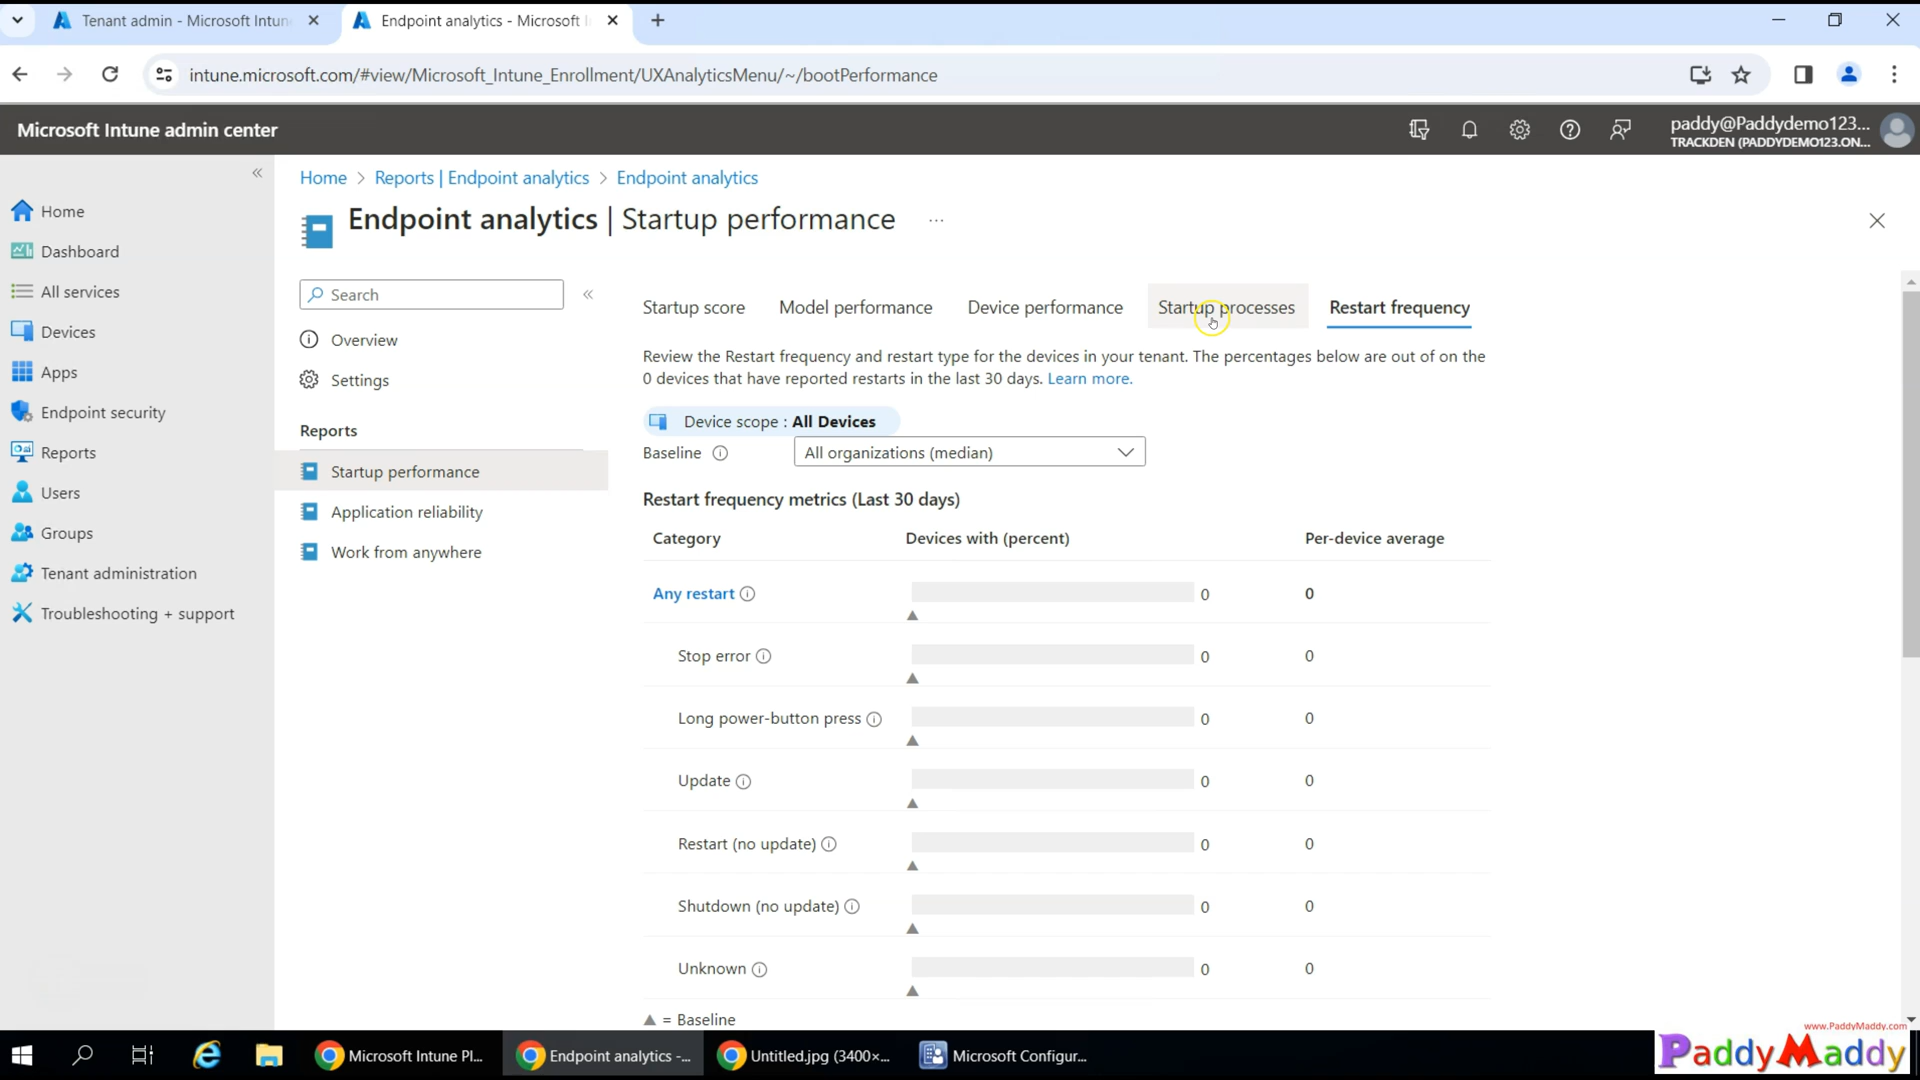 Tenant admin - Microsoft Intun
Endpoint analytics - Microsoft I
intune.microsoft.com/#view/Microsoft_Intune_Enrollment/UXAnalyticsMenu/~/bootPerformance
Microsoft Intune admin center
paddy@Paddydemo123...
TRACKDEN (PADDYDEMO123.ON...
Home > Reports | Endpoint analytics > Endpoint analytics
Endpoint analytics | Startup performance ...
Home
Dashboard
All services
Devices
Apps
Endpoint security
Reports
Users
Groups
Tenant administration
Troubleshooting + support
Search
Overview
Settings
Reports
Startup performance
Application reliability
Work from anywhere
Startup score Model performance Device performance Startup processes Restart frequency
Review the Restart frequency and restart type for the devices in your tenant. The percentages below are out of on the
0 devices that have reported restarts in the last 30 days. Learn more.
Device scope : All Devices
Baseline All organizations (median)
Restart frequency metrics (Last 30 days)
Category Devices with (percent) Per-device average
Any restart 0 0
Stop error 0 0
Long power-button press 0 0
Update 0 0
Restart (no update) 0 0
Shutdown (no update) 0 0
Unknown 0 0
▲ = Baseline
Microsoft Intune Pl...
Endpoint analytics -...
Untitled.jpg (3400×...
Microsoft Configur...
www.PaddyMaddy.com
PaddyMaddy